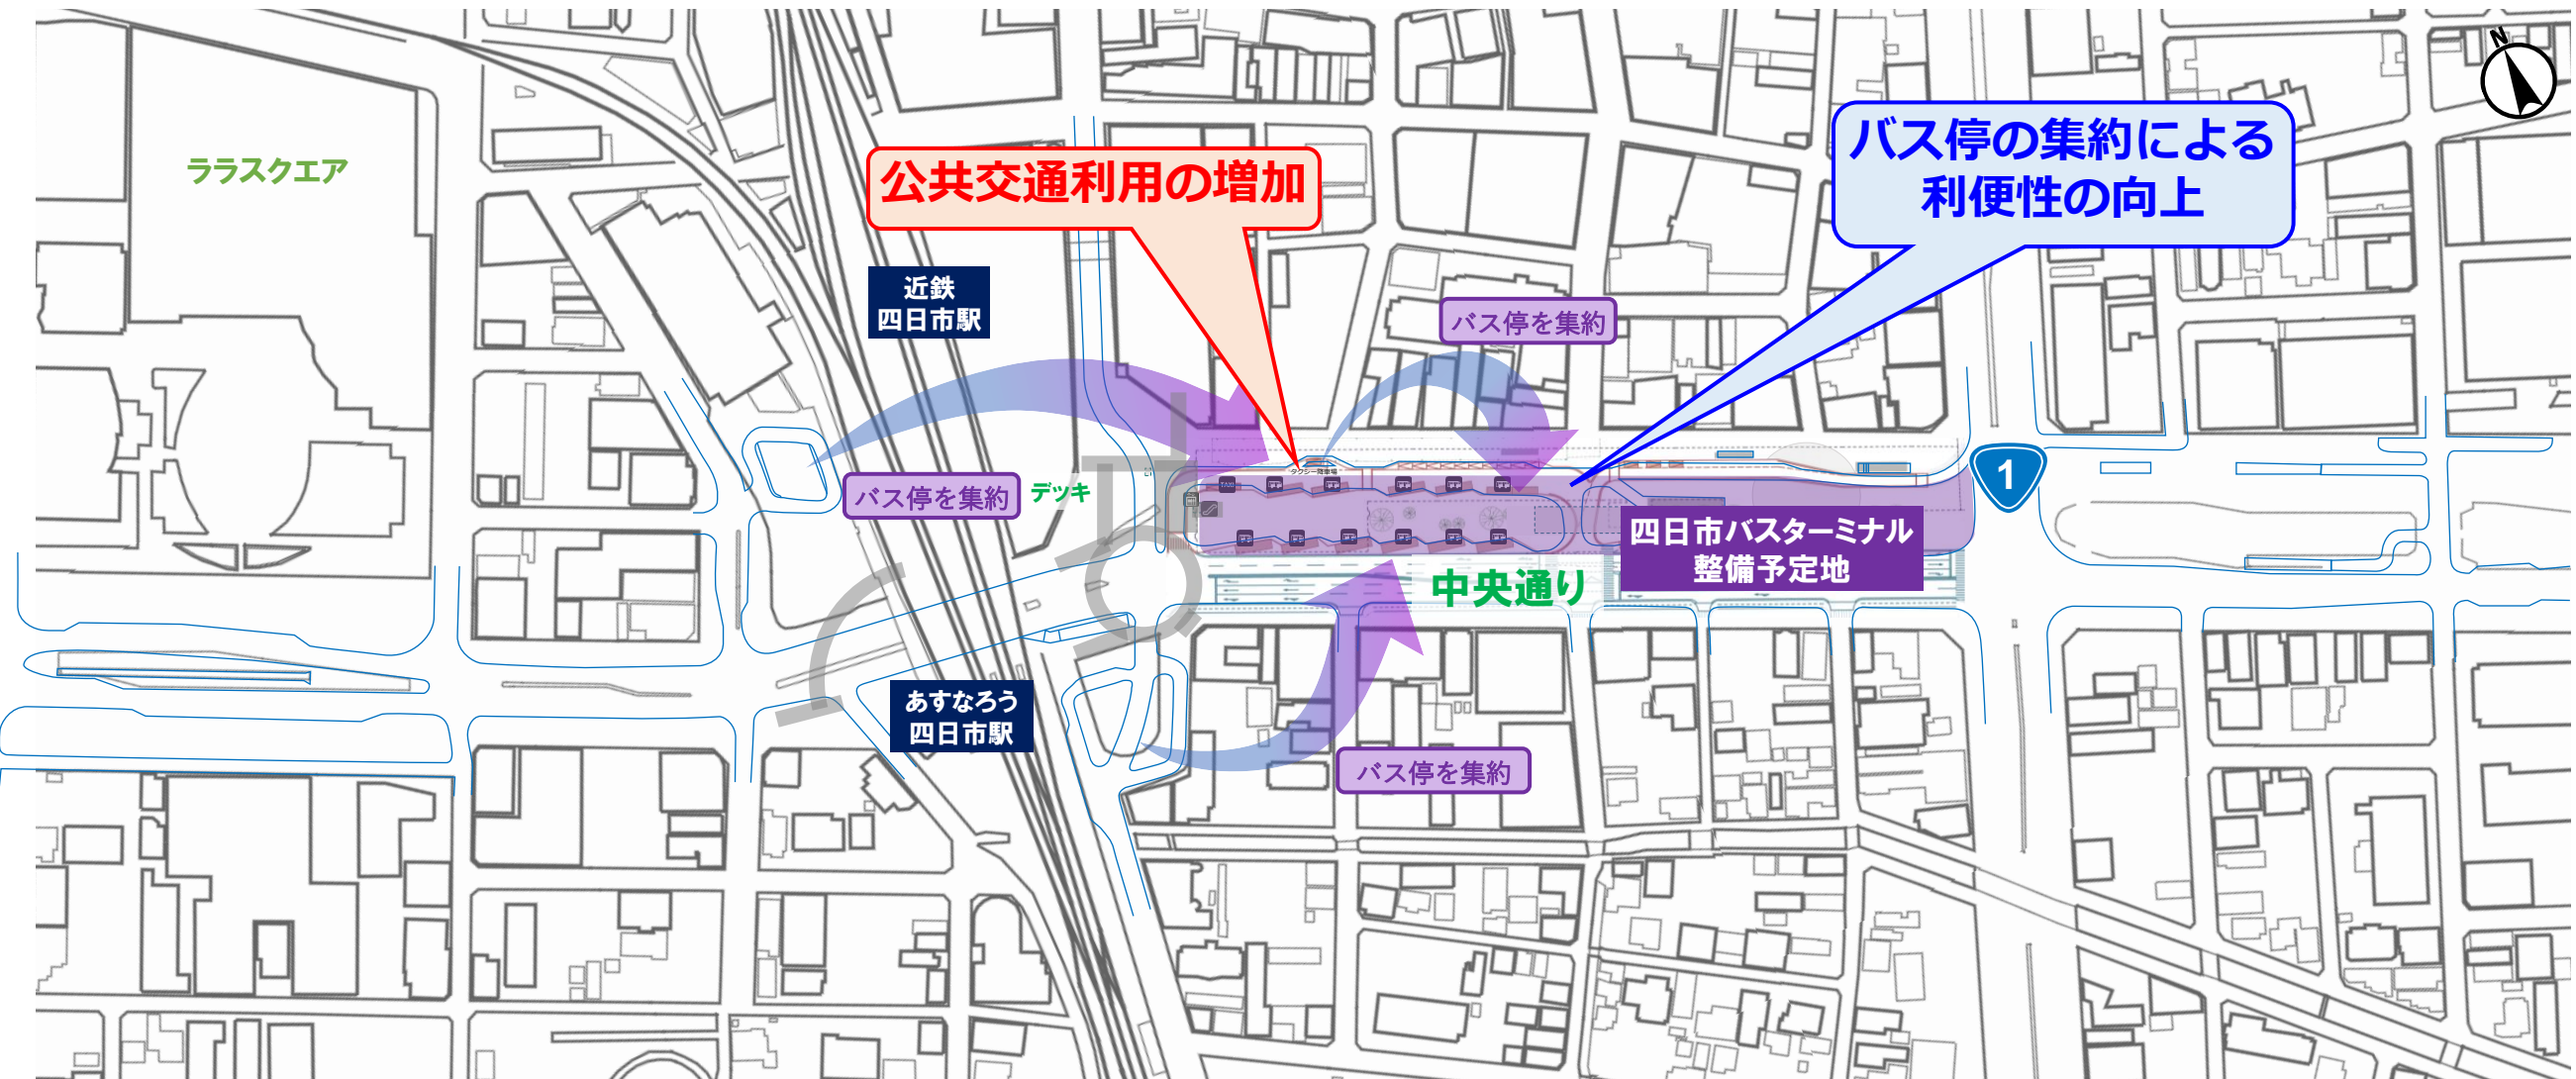 N
ララスクエア
公共交通利用の増加
バス停の集約による
利便性の向上
近鉄
四日市駅
バス停を集約
バス停を集約
デッキ
1
四日市バスターミナル
整備予定地
中央通り
あすなろう
四日市駅
バス停を集約